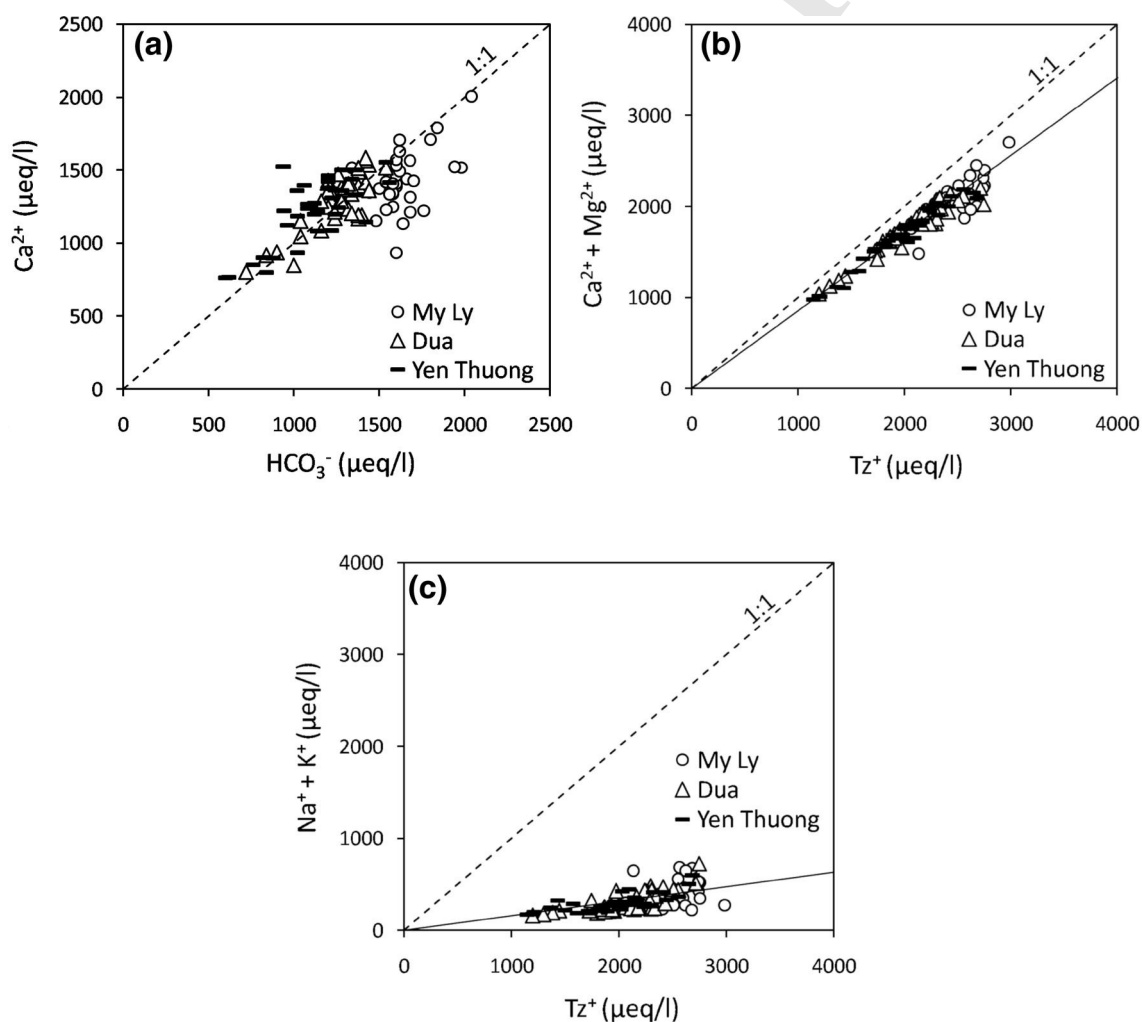 (a)
2500
2000
1500
1000
500
0
Ca²⁺ (µeq/l)
1:1
My Ly
Dua
Yen Thuong
0 500 1000 1500 2000 2500
HCO₃⁻ (µeq/l)
(b)
4000
3000
2000
1000
0
Ca²⁺ + Mg²⁺ (µeq/l)
1:1
My Ly
Dua
Yen Thuong
0 1000 2000 3000 4000
Tz⁺ (µeq/l)
(c)
4000
3000
2000
1000
0
Na⁺ + K⁺ (µeq/l)
1:1
My Ly
Dua
Yen Thuong
0 1000 2000 3000 4000
Tz⁺ (µeq/l)